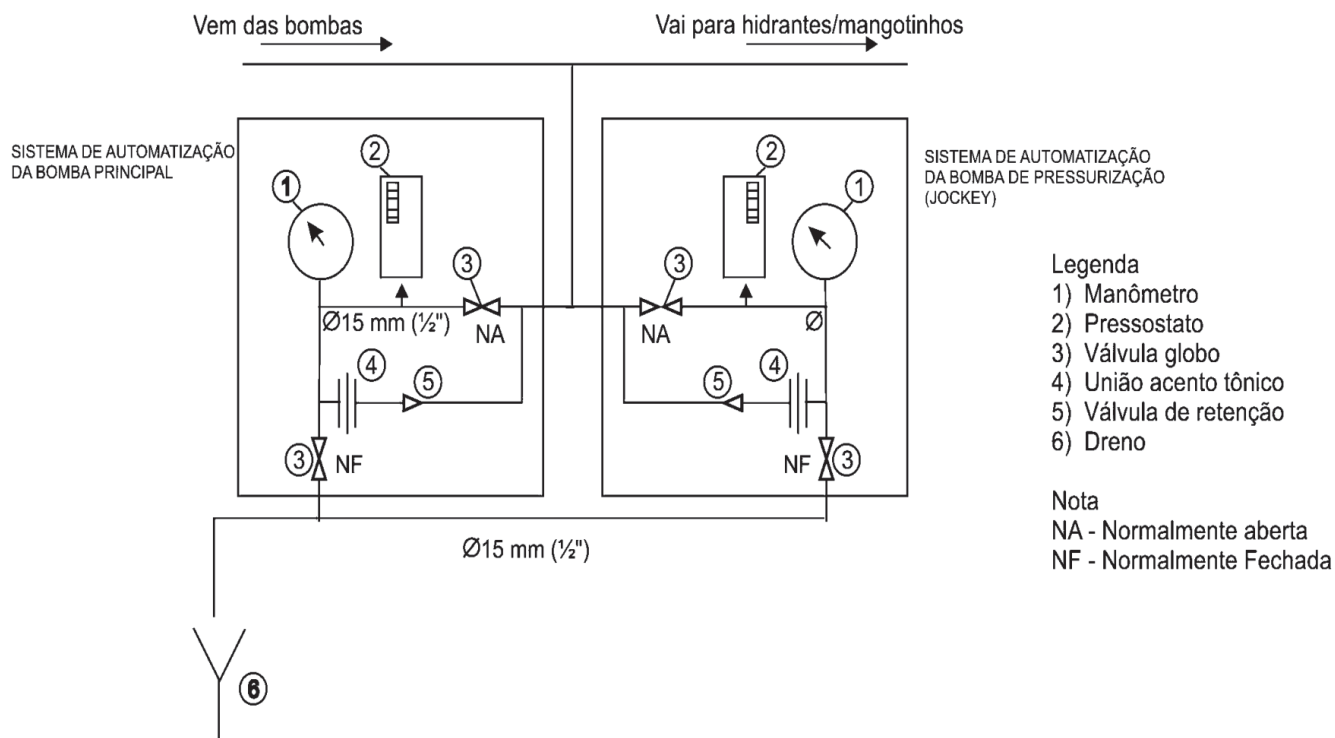 Vem das bombas
Vai para hidrantes/mangotinhos
SISTEMA DE AUTOMATIZAÇÃO
DA BOMBA PRINCIPAL
2
1
2
1
SISTEMA DE AUTOMATIZAÇÃO
DA BOMBA DE PRESSURIZAÇÃO
(JOCKEY)
3
3
Ø15 mm (½")
NA
NA
Ø
4
5
5
4
3
NF
NF
3
Ø15 mm (½")
6
Legenda
1) Manômetro
2) Pressostato
3) Válvula globo
4) União acento tônico
5) Válvula de retenção
6) Dreno
Nota
NA - Normalmente aberta
NF - Normalmente Fechada